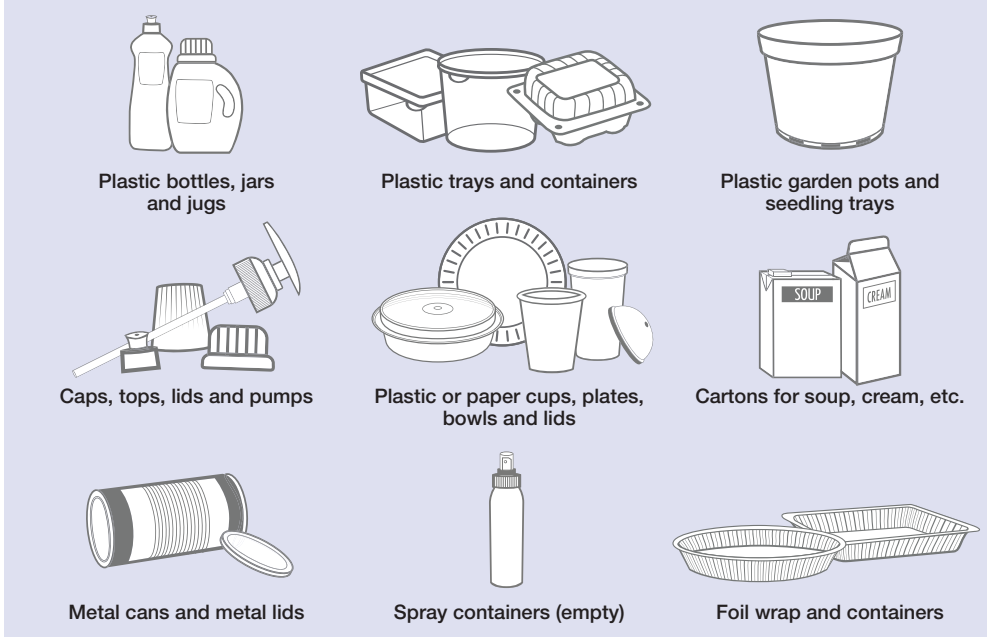 Plastic bottles, jars
and jugs
Plastic trays and containers
Plastic garden pots and
seedling trays
Caps, tops, lids and pumps
Plastic or paper cups, plates,
bowls and lids
SOUP
CREAM
Cartons for soup, cream, etc.
Metal cans and metal lids
Spray containers (empty)
Foil wrap and containers